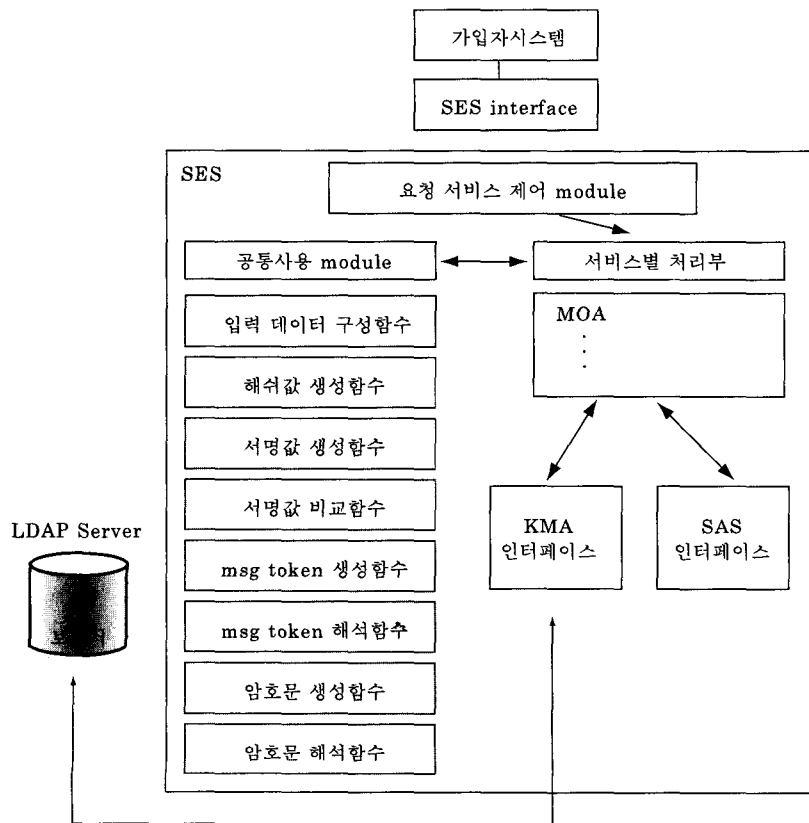 가입자시스템
SES interface
SES
요청 서비스 제어 module
공통사용 module
서비스별 처리부
입력 데이터 구성함수
MOA
해쉬값 생성함수
서명값 생성함수
서명값 비교함수
KMA
인터페이스
SAS
인터페이스
LDAP Server
msg token 생성함수
msg token 해석함수
암호문 생성함수
암호문 해석함수